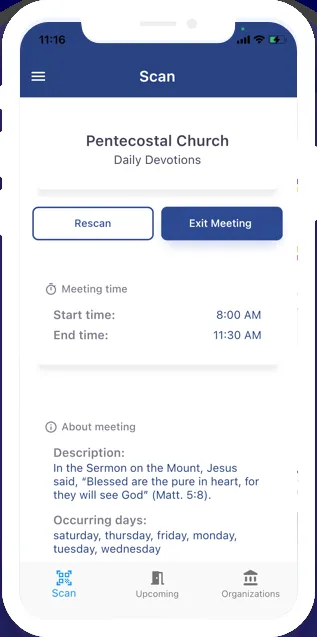 11:16
Scan
Pentecostal Church
Daily Devotions
Rescan
Exit Meeting
Meeting time
Start time: 8:00 AM
End time: 11:30 AM
About meeting
Description:
In the Sermon on the Mount, Jesus
said, “Blessed are the pure in heart, for
they will see God” (Matt. 5:8).
Occurring days:
saturday, thursday, friday, monday,
tuesday, wednesday
Scan
Upcoming
Organizations